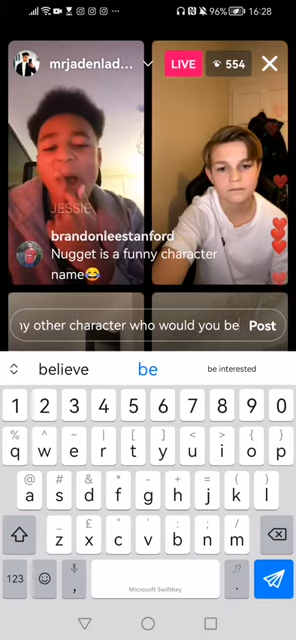 96% 16:28
mrjadenlad... LIVE 554
JESSIE
brandonleestanford
Nugget is a funny character
name😂
ny other character who would you be Post
believe be be interested
1 2 3 4 5 6 7 8 9 0
% ^ ~ | [ ] < > { }
q w e r t y u i o p
@ # & * - + = ( )
a s d f g h j k l
_ £ " ' : ; /
z x c v b n m
123 , Microsoft SwiftKey . ,!?